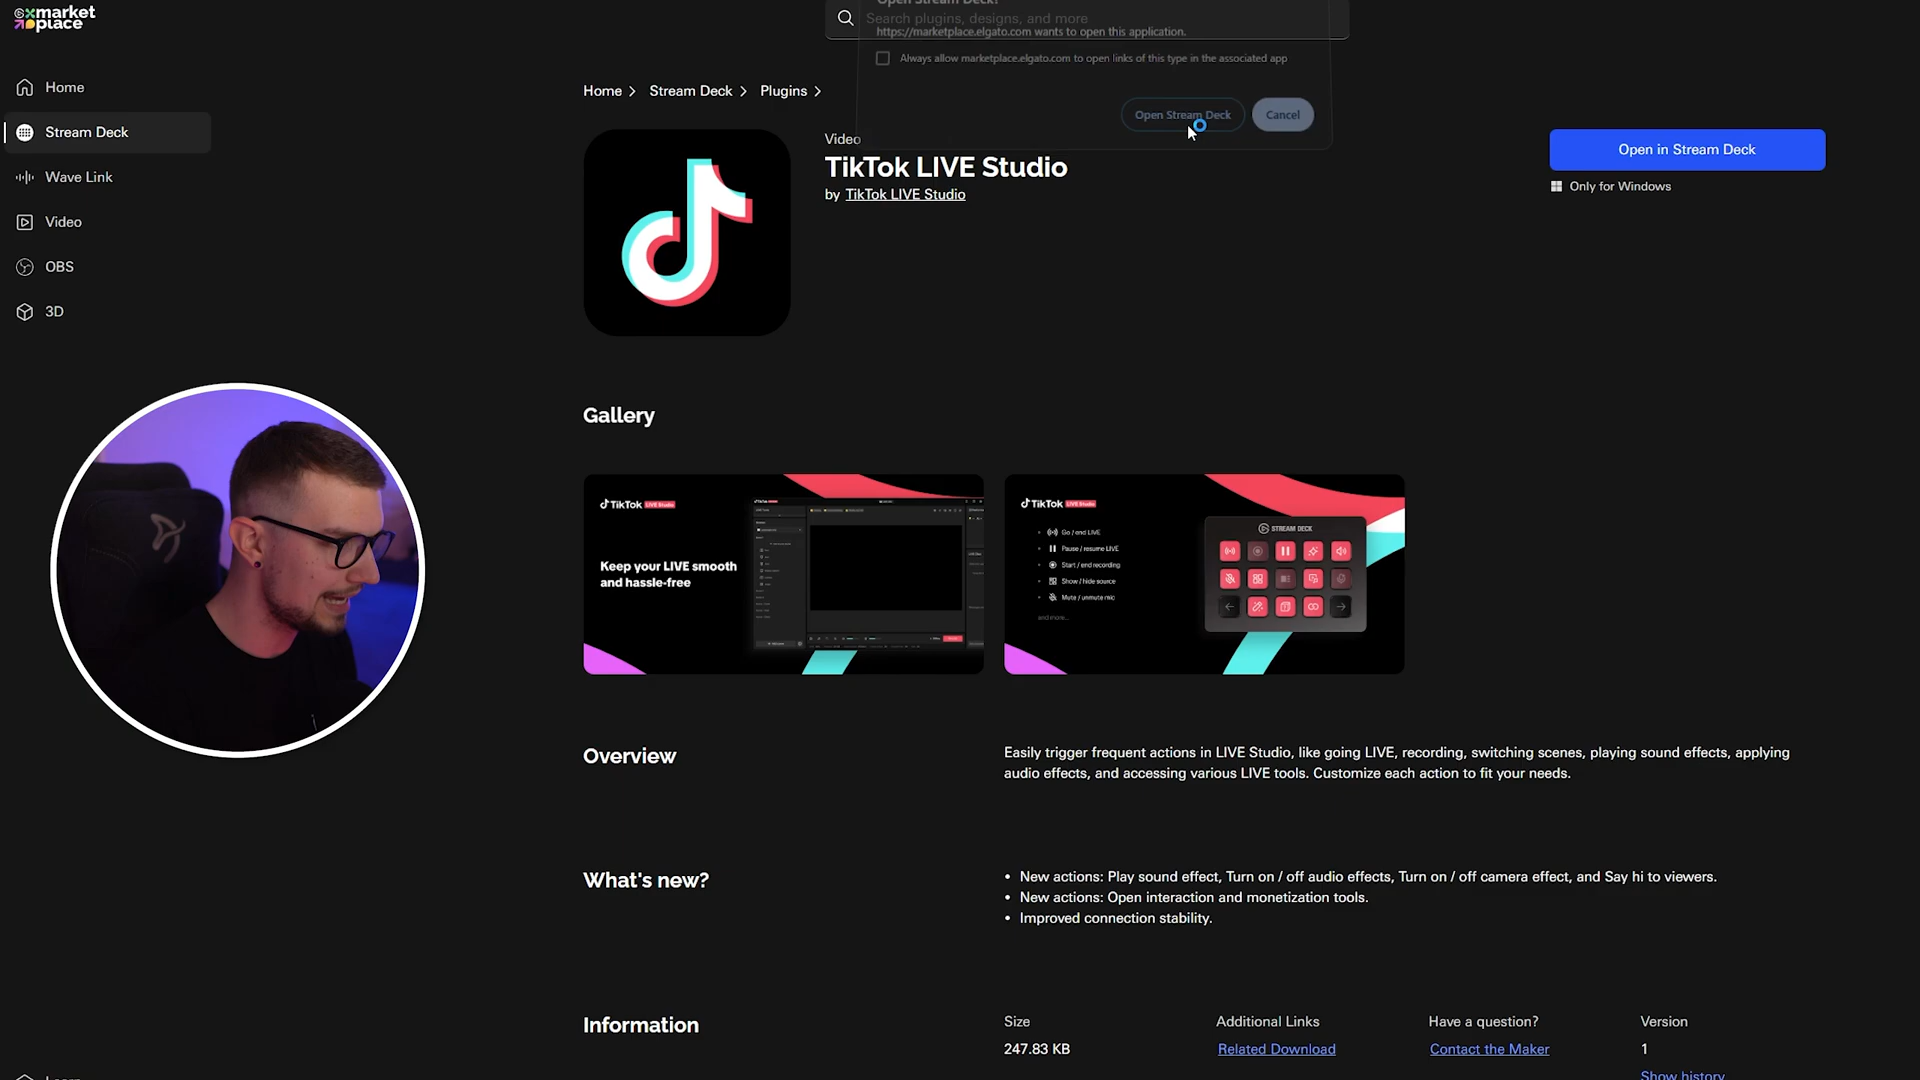 market
place
Search plugins, designs, and more
https://marketplace.elgato.com wants to open this application.
Always allow marketplace.elgato.com to open links of this type in the associated app
Open Stream Deck
Cancel
Home
Stream Deck
Wave Link
Video
OBS
3D
Home
Stream Deck
Plugins
Video
TikTok LIVE Studio
by TikTok LIVE Studio
Open in Stream Deck
Only for Windows
Gallery
TikTok LIVE Studio
Keep your LIVE smooth
and hassle-free
TikTok LIVE Studio
Go / end LIVE
Pause / resume LIVE
Start / end recording
Show / hide source
Mute / unmute mic
and more...
STREAM DECK
Overview
Easily trigger frequent actions in LIVE Studio, like going LIVE, recording, switching scenes, playing sound effects, applying
audio effects, and accessing various LIVE tools. Customize each action to fit your needs.
What's new?
• New actions: Play sound effect, Turn on / off audio effects, Turn on / off camera effect, and Say hi to viewers.
• New actions: Open interaction and monetization tools.
• Improved connection stability.
Information
Size
247.83 KB
Additional Links
Related Download
Have a question?
Contact the Maker
Version
1
Show history